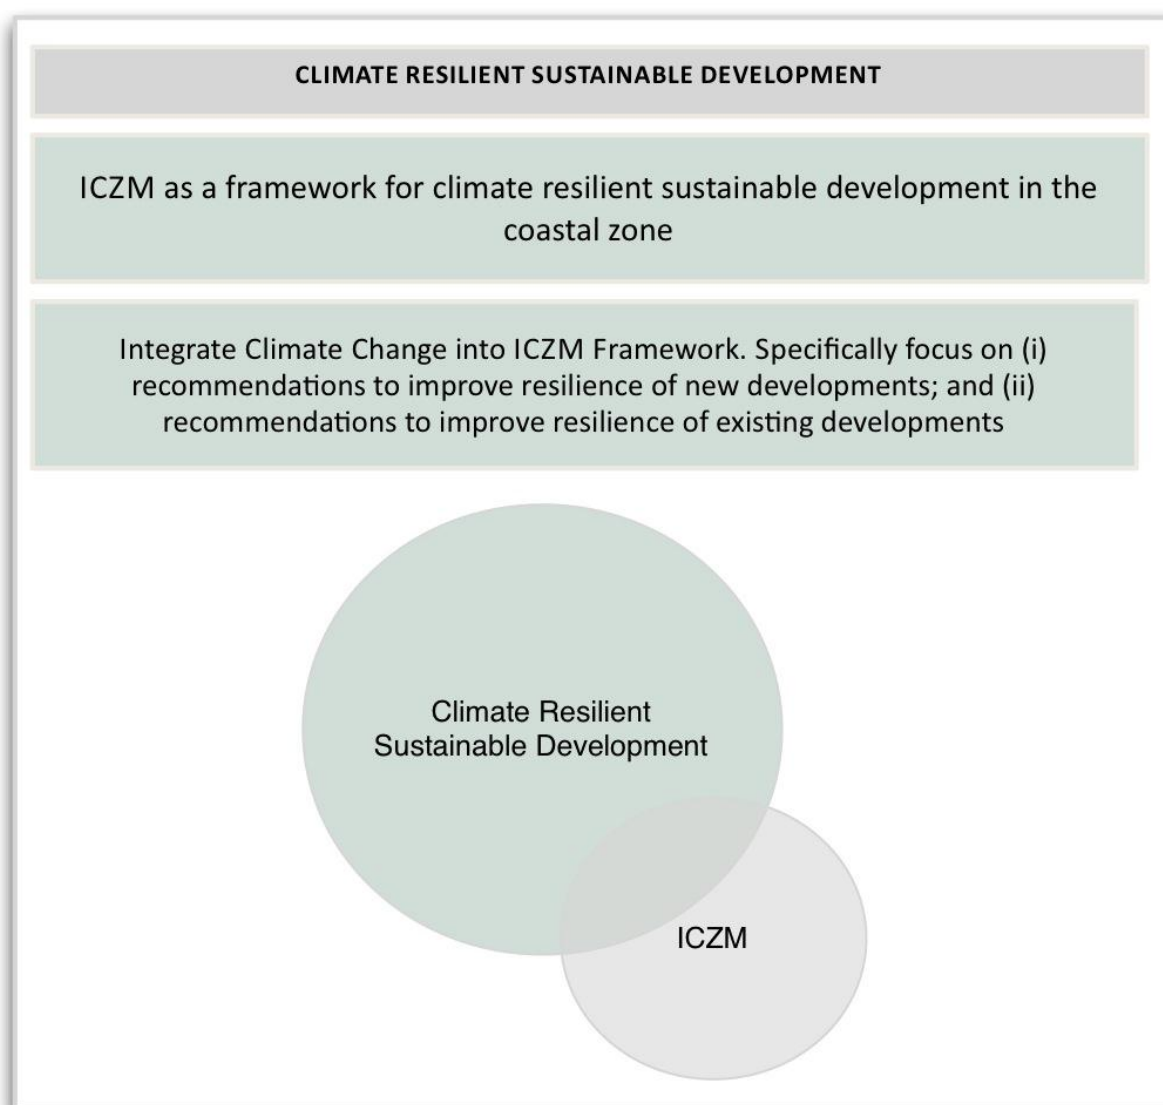 CLIMATE RESILIENT SUSTAINABLE DEVELOPMENT
ICZM as a framework for climate resilient sustainable development in the
coastal zone
Integrate Climate Change into ICZM Framework. Specifically focus on (i)
recommendations to improve resilience of new developments; and (ii)
recommendations to improve resilience of existing developments
Climate Resilient
Sustainable Development
ICZM